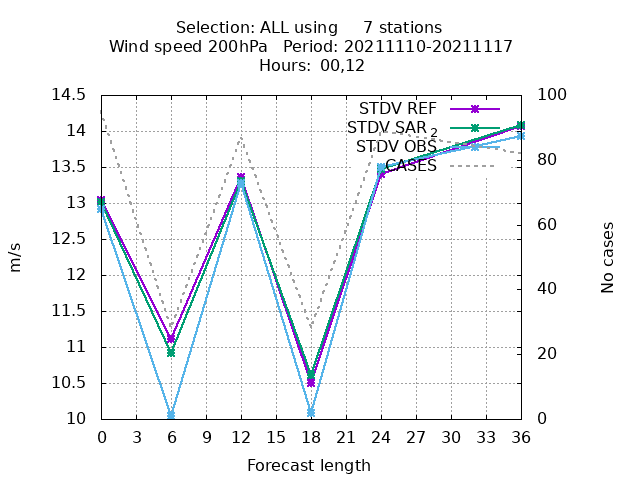 Selection: ALL using 7 stations
Wind speed 200hPa Period: 20211110-20211117
Hours: 00,12
14.5
14
13.5
13
12.5
12
11.5
11
10.5
10
100
80
60
40
20
0
STDV REF
STDV SAR 2
STDV OBS
CASES
m/s
No cases
0 3 6 9 12 15 18 21 24 27 30 33 36
Forecast length